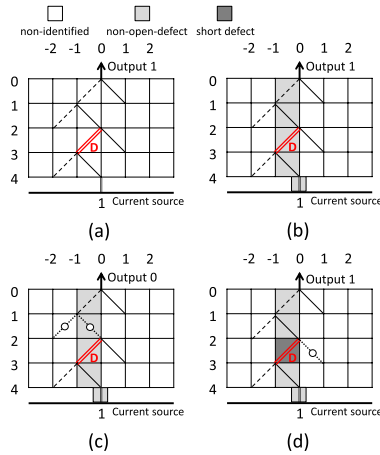 non-identified non-open-defect short defect
-2 -1 0 1 2 -2 -1 0 1 2
Output 1 Output 1
0 0
1 1
2 2
D D
3 3
4 4
1 Current source 1 Current source
(a) (b)
-2 -1 0 1 2 -2 -1 0 1 2
Output 0 Output 1
0 0
1 1
2 2
D D
3 3
4 4
1 Current source 1 Current source
(c) (d)